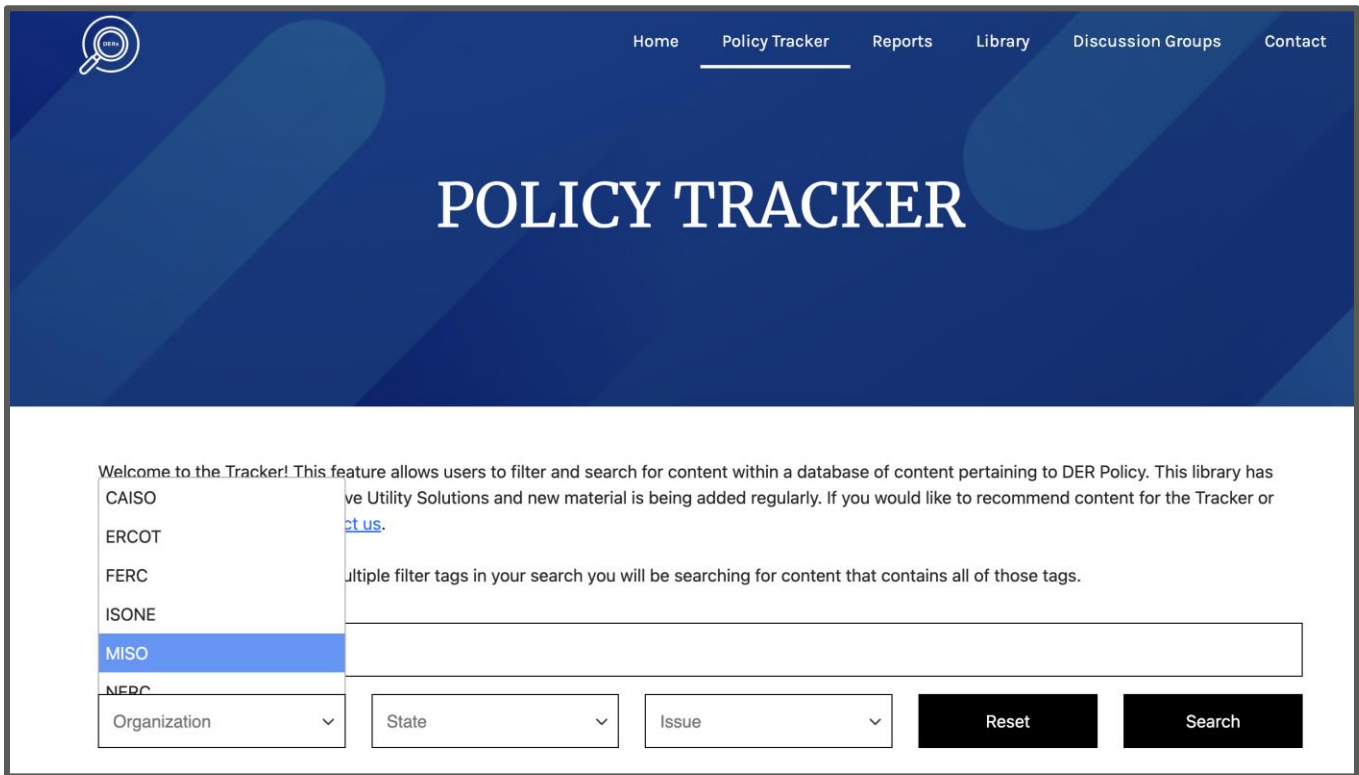 DERs
Home Policy Tracker Reports Library Discussion Groups Contact
POLICY TRACKER
Welcome to the Tracker! This feature allows users to filter and search for content within a database of content pertaining to DER Policy. This library has
CAISO
ve Utility Solutions and new material is being added regularly. If you would like to recommend content for the Tracker or
ct us.
ERCOT
FERC
ultiple filter tags in your search you will be searching for content that contains all of those tags.
ISONE
MISO
NERC
Organization State Issue Reset Search